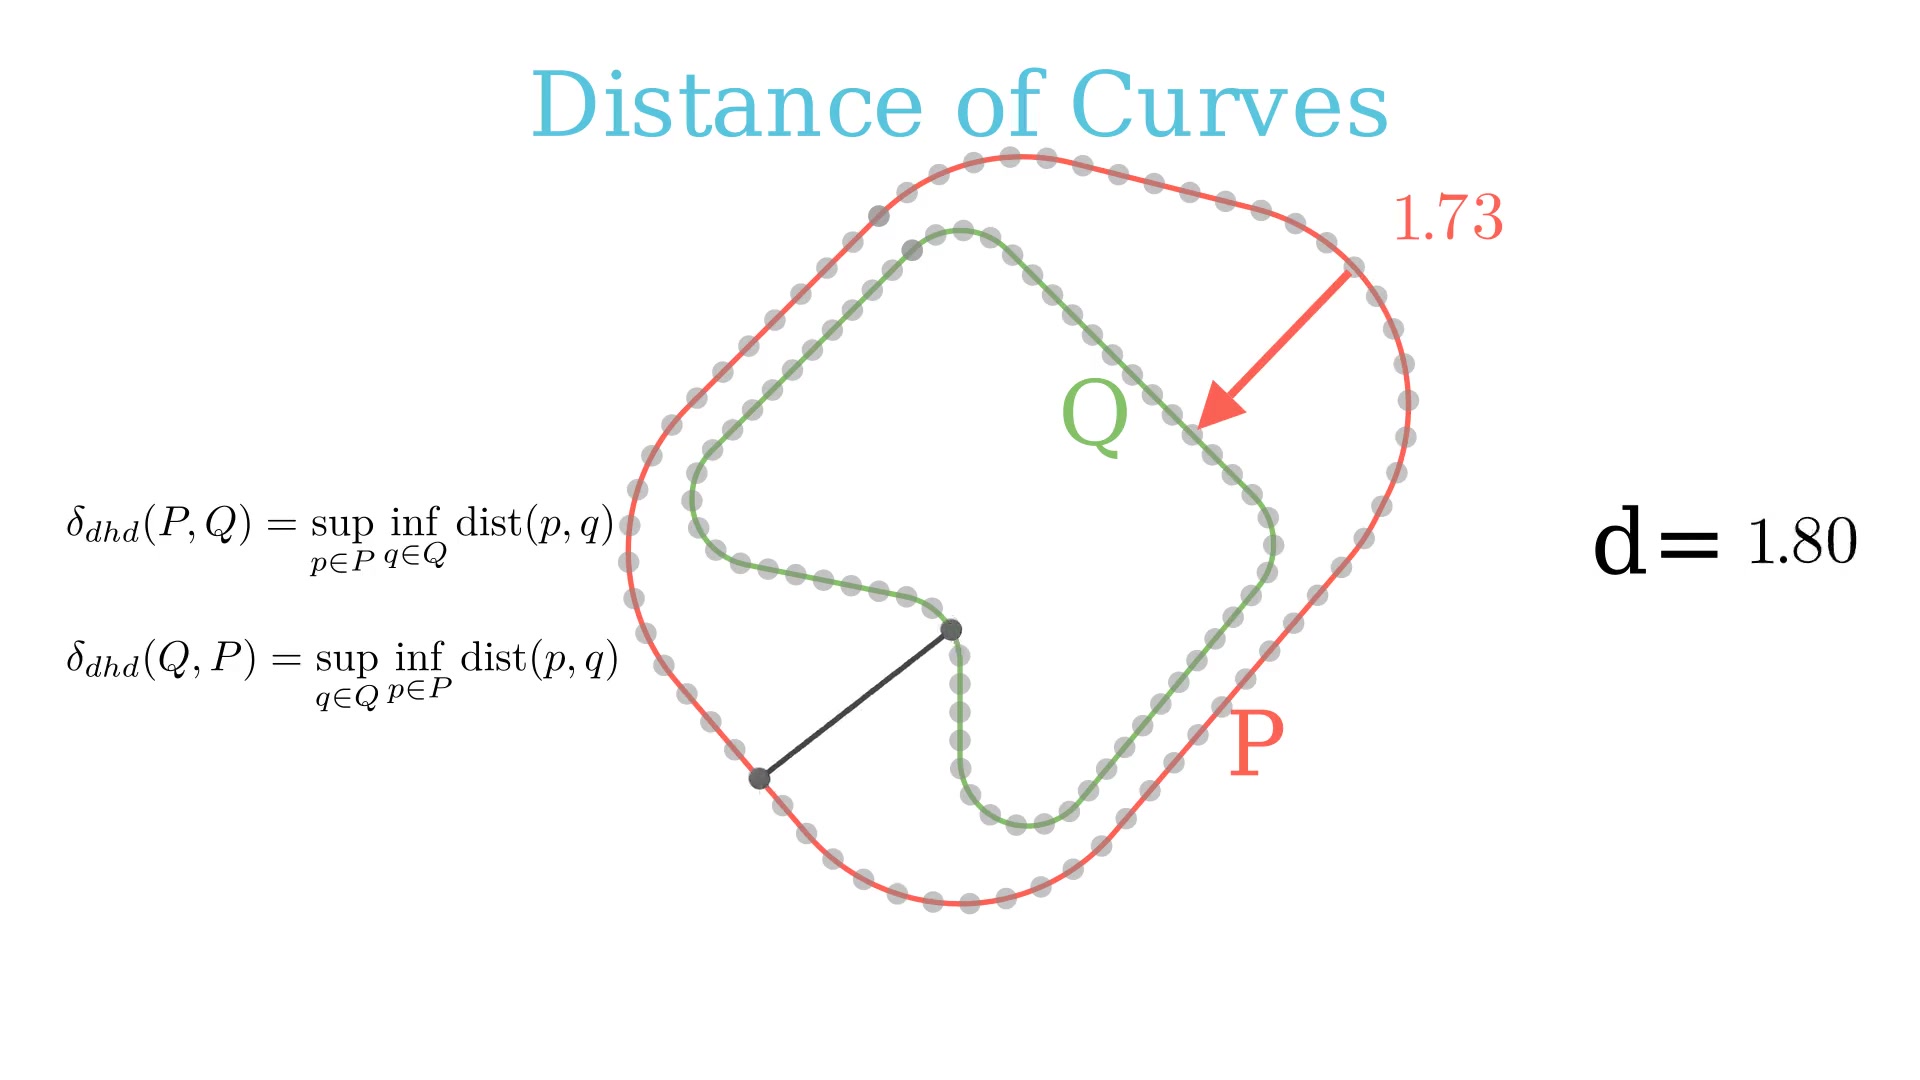 Distance of Curves
1.73
Q
δ_{dhd}(P, Q) = sup_{p∈P} inf_{q∈Q} dist(p, q)
d= 1.80
δ_{dhd}(Q, P) = sup_{q∈Q} inf_{p∈P} dist(p, q)
P